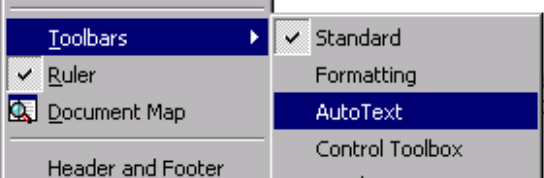 Toolbars
Ruler
Document Map
Header and Footer
Standard
Formatting
AutoText
Control Toolbox